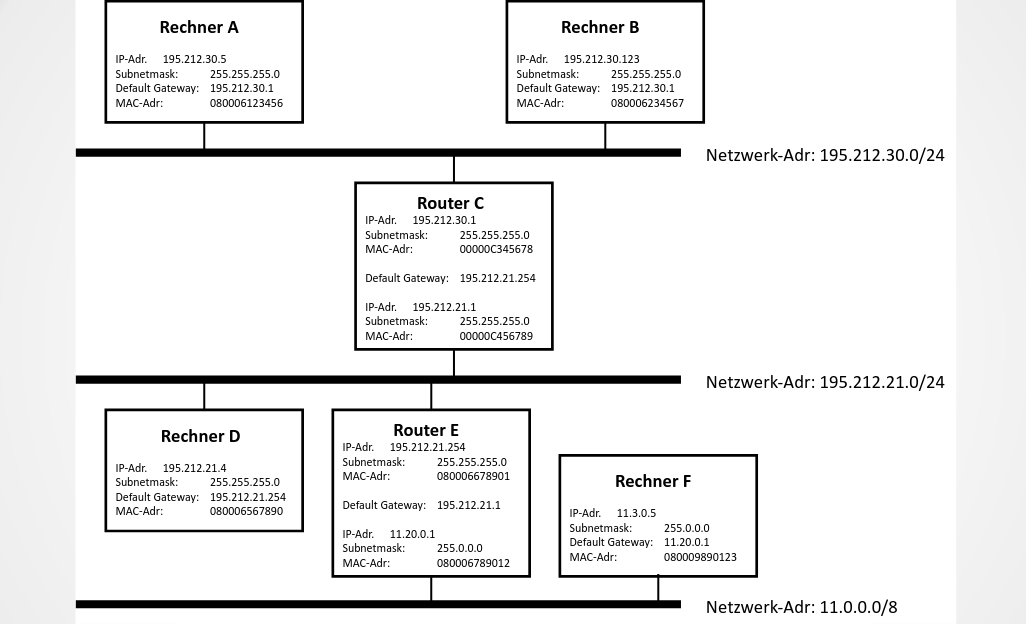 Rechner A
IP-Adr. 195.212.30.5
Subnetmask: 255.255.255.0
Default Gateway: 195.212.30.1
MAC-Adr: 080006123456
Rechner B
IP-Adr. 195.212.30.123
Subnetmask: 255.255.255.0
Default Gateway: 195.212.30.1
MAC-Adr: 080006234567
Netzwerk-Adr: 195.212.30.0/24
Router C
IP-Adr. 195.212.30.1
Subnetmask: 255.255.255.0
MAC-Adr: 00000C345678
Default Gateway: 195.212.21.254
IP-Adr. 195.212.21.1
Subnetmask: 255.255.255.0
MAC-Adr: 00000C456789
Netzwerk-Adr: 195.212.21.0/24
Rechner D
IP-Adr. 195.212.21.4
Subnetmask: 255.255.255.0
Default Gateway: 195.212.21.254
MAC-Adr: 080006567890
Router E
IP-Adr. 195.212.21.254
Subnetmask: 255.255.255.0
MAC-Adr: 080006678901
Default Gateway: 195.212.21.1
IP-Adr. 11.20.0.1
Subnetmask: 255.0.0.0
MAC-Adr: 080006789012
Rechner F
IP-Adr. 11.3.0.5
Subnetmask: 255.0.0.0
Default Gateway: 11.20.0.1
MAC-Adr: 080009890123
Netzwerk-Adr: 11.0.0.0/8